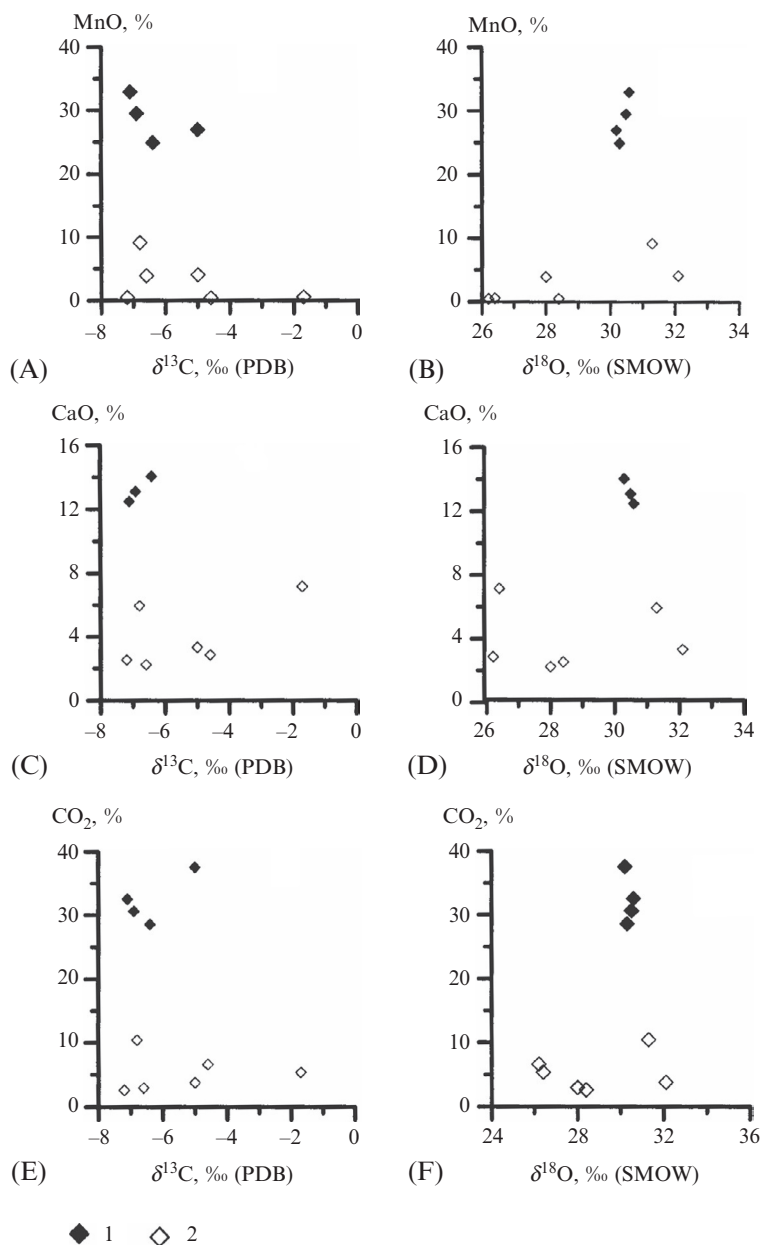 MnO, %
40
30
20
10
0
−8 −6 −4 −2 0
(A) δ¹³C, ‰ (PDB)
MnO, %
40
30
20
10
0
26 28 30 32 34
(B) δ¹⁸O, ‰ (SMOW)
CaO, %
16
12
8
4
0
−8 −6 −4 −2 0
(C) δ¹³C, ‰ (PDB)
CaO, %
16
12
8
4
0
26 28 30 32 34
(D) δ¹⁸O, ‰ (SMOW)
CO₂, %
40
30
20
10
0
−8 −6 −4 −2 0
(E) δ¹³C, ‰ (PDB)
CO₂, %
40
30
20
10
0
24 28 32 36
(F) δ¹⁸O, ‰ (SMOW)
1 2